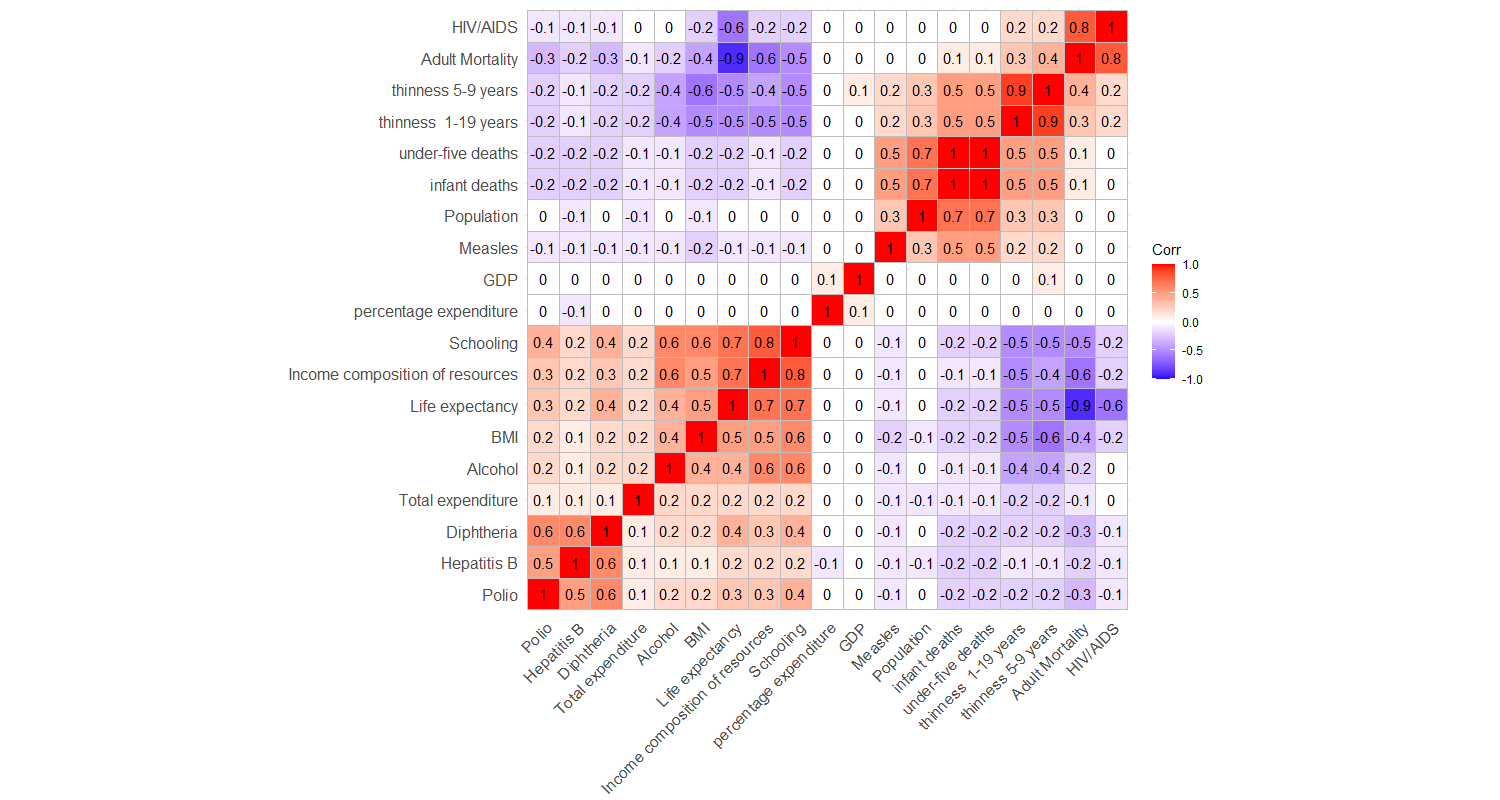 HIV/AIDS -0.1 -0.1 -0.1 0 0 -0.2 -0.6 -0.2 -0.2 0 0 0 0 0 0 0.2 0.2 0.8 1
Adult Mortality -0.3 -0.2 -0.3 -0.1 -0.2 -0.4 -0.9 -0.6 -0.5 0 0 0 0 0.1 0.1 0.3 0.4 1 0.8
thinness 5-9 years -0.2 -0.1 -0.2 -0.2 -0.4 -0.6 -0.5 -0.4 -0.5 0 0.1 0.2 0.3 0.5 0.5 0.9 1 0.4 0.2
thinness  1-19 years -0.2 -0.1 -0.2 -0.2 -0.4 -0.5 -0.5 -0.5 -0.5 0 0 0.2 0.3 0.5 0.5 1 0.9 0.3 0.2
under-five deaths -0.2 -0.2 -0.2 -0.1 -0.1 -0.2 -0.2 -0.1 -0.2 0 0 0.5 0.7 1 1 0.5 0.5 0.1 0
infant deaths -0.2 -0.2 -0.2 -0.1 -0.1 -0.2 -0.2 -0.1 -0.2 0 0 0.5 0.7 1 1 0.5 0.5 0.1 0
Population 0 -0.1 0 -0.1 0 -0.1 0 0 0 0 0 0.3 1 0.7 0.7 0.3 0.3 0 0
Measles -0.1 -0.1 -0.1 -0.1 -0.1 -0.2 -0.1 -0.1 -0.1 0 0 1 0.3 0.5 0.5 0.2 0.2 0 0
GDP 0 0 0 0 0 0 0 0 0 0.1 1 0 0 0 0 0 0.1 0 0
percentage expenditure 0 -0.1 0 0 0 0 0 0 0 1 0.1 0 0 0 0 0 0 0 0
Schooling 0.4 0.2 0.4 0.2 0.6 0.6 0.7 0.8 1 0 0 -0.1 0 -0.2 -0.2 -0.5 -0.5 -0.5 -0.2
Income composition of resources 0.3 0.2 0.3 0.2 0.6 0.5 0.7 1 0.8 0 0 -0.1 0 -0.1 -0.1 -0.5 -0.4 -0.6 -0.2
Life expectancy 0.3 0.2 0.4 0.2 0.4 0.5 1 0.7 0.7 0 0 -0.1 0 -0.2 -0.2 -0.5 -0.5 -0.9 -0.6
BMI 0.2 0.1 0.2 0.2 0.4 1 0.5 0.5 0.6 0 0 -0.2 -0.1 -0.2 -0.2 -0.5 -0.6 -0.4 -0.2
Alcohol 0.2 0.1 0.2 0.2 1 0.4 0.4 0.6 0.6 0 0 -0.1 0 -0.1 -0.1 -0.4 -0.4 -0.2 0
Total expenditure 0.1 0.1 0.1 1 0.2 0.2 0.2 0.2 0.2 0 0 -0.1 -0.1 -0.1 -0.1 -0.2 -0.2 -0.1 0
Diphtheria 0.6 0.6 1 0.1 0.2 0.2 0.4 0.3 0.4 0 0 -0.1 0 -0.2 -0.2 -0.2 -0.2 -0.3 -0.1
Hepatitis B 0.5 1 0.6 0.1 0.1 0.1 0.2 0.2 0.2 -0.1 0 -0.1 -0.1 -0.2 -0.2 -0.1 -0.1 -0.2 -0.1
Polio 1 0.5 0.6 0.1 0.2 0.2 0.3 0.3 0.4 0 0 -0.1 0 -0.2 -0.2 -0.2 -0.2 -0.3 -0.1
Polio
Hepatitis B
Diphtheria
Total expenditure
Alcohol
BMI
Life expectancy
Income composition of resources
Schooling
percentage expenditure
GDP
Measles
Population
infant deaths
under-five deaths
thinness  1-19 years
thinness 5-9 years
Adult Mortality
HIV/AIDS
Corr
1.0
0.5
0.0
-0.5
-1.0